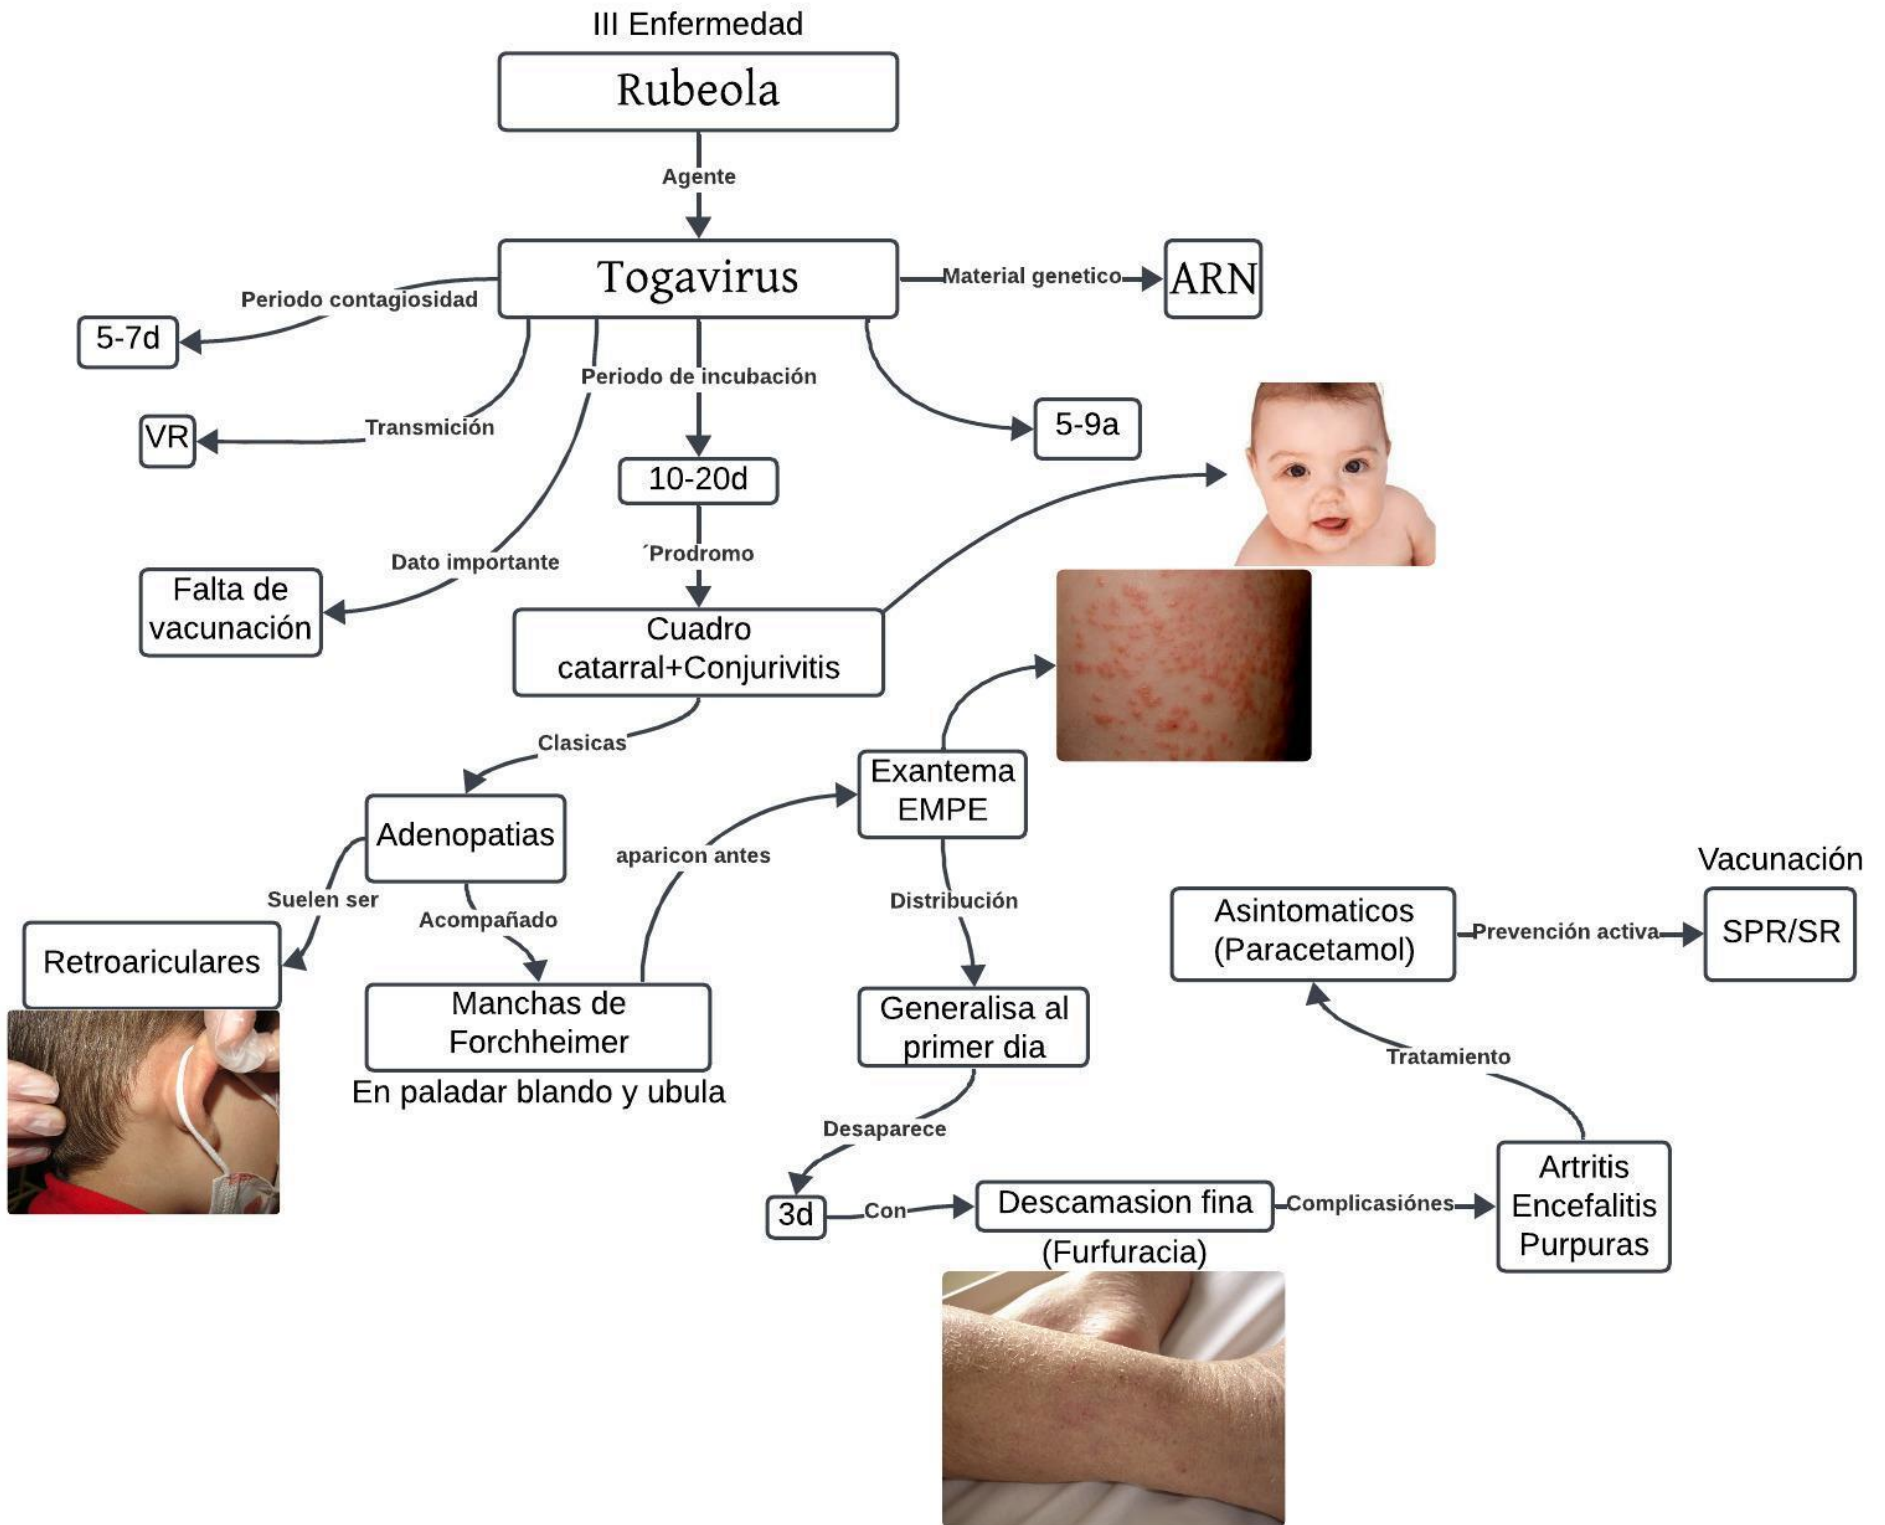 III Enfermedad
Rubeola
Agente
Togavirus
Material genetico
ARN
Periodo contagiosidad
5-7d
Periodo de incubación
5-9a
Transmición
VR
10-20d
´Prodromo
Dato importante
Falta de
vacunación
Cuadro
catarral+Conjurivitis
Clasicas
Adenopatias
Suelen ser
Retroariculares
Acompañado
Manchas de
Forchheimer
En paladar blando y ubula
aparicon antes
Exantema
EMPE
Distribución
Generalisa al
primer dia
Desaparece
3d
Con
Descamasion fina
(Furfuracia)
Complicasiónes
Artritis
Encefalitis
Purpuras
Tratamiento
Asintomaticos
(Paracetamol)
Prevención activa
Vacunación
SPR/SR